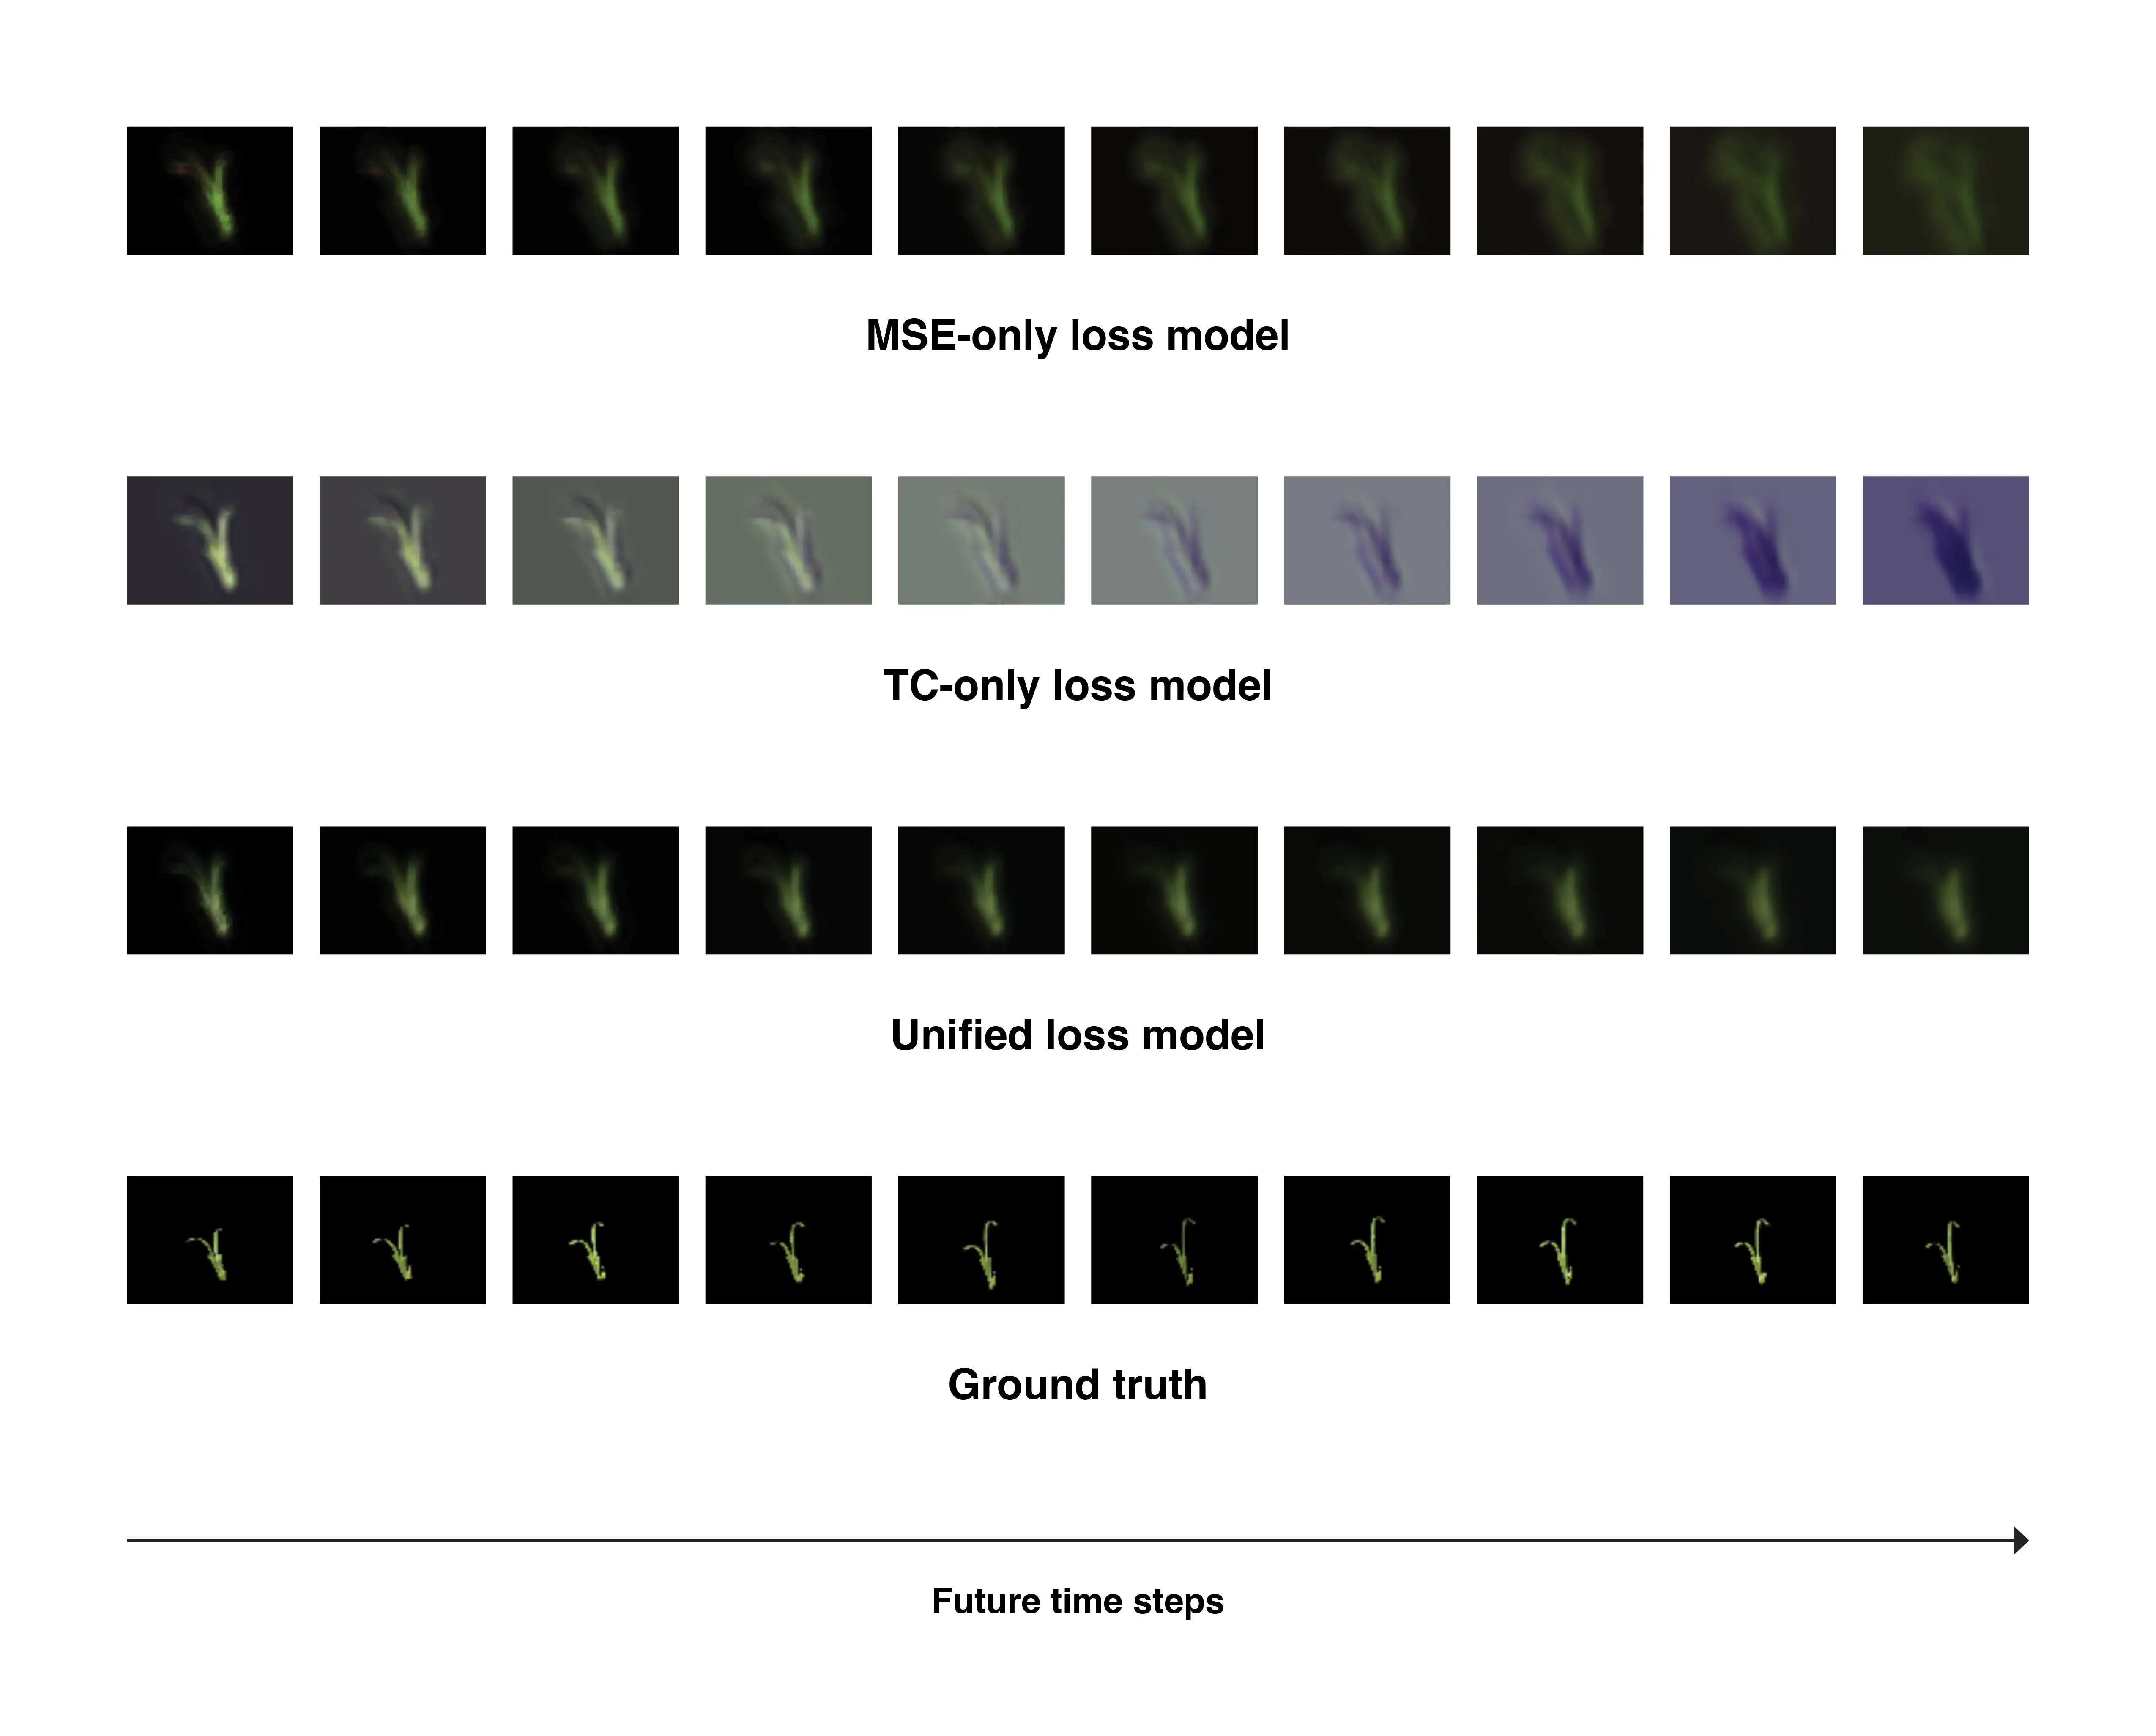 MSE-only loss model
TC-only loss model
Unified loss model
Ground truth
Future time steps